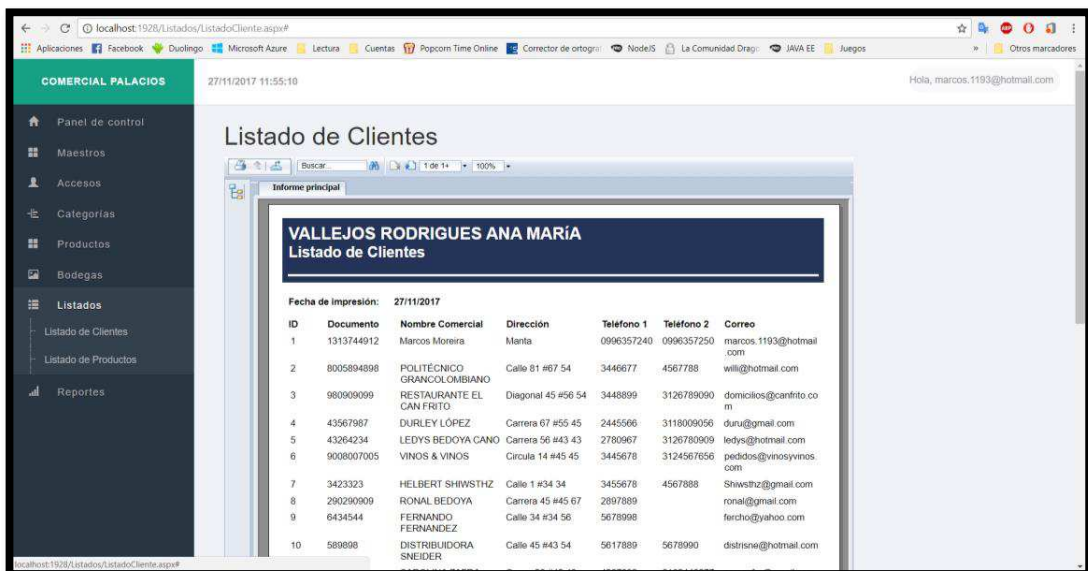 localhost:1928/Listados/ListadoCliente.aspx#
Aplicaciones Facebook Duolingo Microsoft Azure Lectura Cuentas Popcorn Time Online Corrector de ortogra NodeJS La Comunidad Drago JAVA EE Juegos » Otros marcadores
COMERCIAL PALACIOS 27/11/2017 11:55:10 Hola, marcos.1193@hotmail.com
Panel de control
Maestros
Accesos
Categorías
Productos
Bodegas
Listados
Listado de Clientes
Listado de Productos
Reportes
Listado de Clientes
Buscar... 1 de 1+ 100%
Informe principal
VALLEJOS RODRIGUES ANA MARíA
Listado de Clientes
Fecha de impresión: 27/11/2017
ID Documento Nombre Comercial Dirección Teléfono 1 Teléfono 2 Correo
1 1313744912 Marcos Moreira Manta 0996357240 0996357250 marcos.1193@hotmail
.com
2 8005894898 POLITÉCNICO Calle 81 #67 54 3446677 4567788 willi@hotmail.com
GRANCOLOMBIANO
3 980909099 RESTAURANTE EL Diagonal 45 #56 54 3448899 3126789090 domicilios@canfrito.co
CAN FRITO m
4 43567987 DURLEY LÓPEZ Carrera 67 #55 45 2445566 3118009056 duru@gmail.com
5 43264234 LEDYS BEDOYA CANO Carrera 56 #43 43 2780967 3126780909 ledys@hotmail.com
6 9008007005 VINOS & VINOS Circula 14 #45 45 3445678 3124567656 pedidos@vinosyvinos.
com
7 3423323 HELBERT SHIWSTHZ Calle 1 #34 34 3455678 4567888 Shiwsthz@gmail.com
8 290290909 RONAL BEDOYA Carrera 45 #45 67 2897889 ronal@gmail.com
9 6434544 FERNANDO Calle 34 #34 56 5678998 fercho@yahoo.com
FERNANDEZ
10 589898 DISTRIBUIDORA Calle 45 #43 54 5617889 5678990 distrisne@hotmail.com
SNEIDER
localhost:1928/Listados/ListadoCliente.aspx#